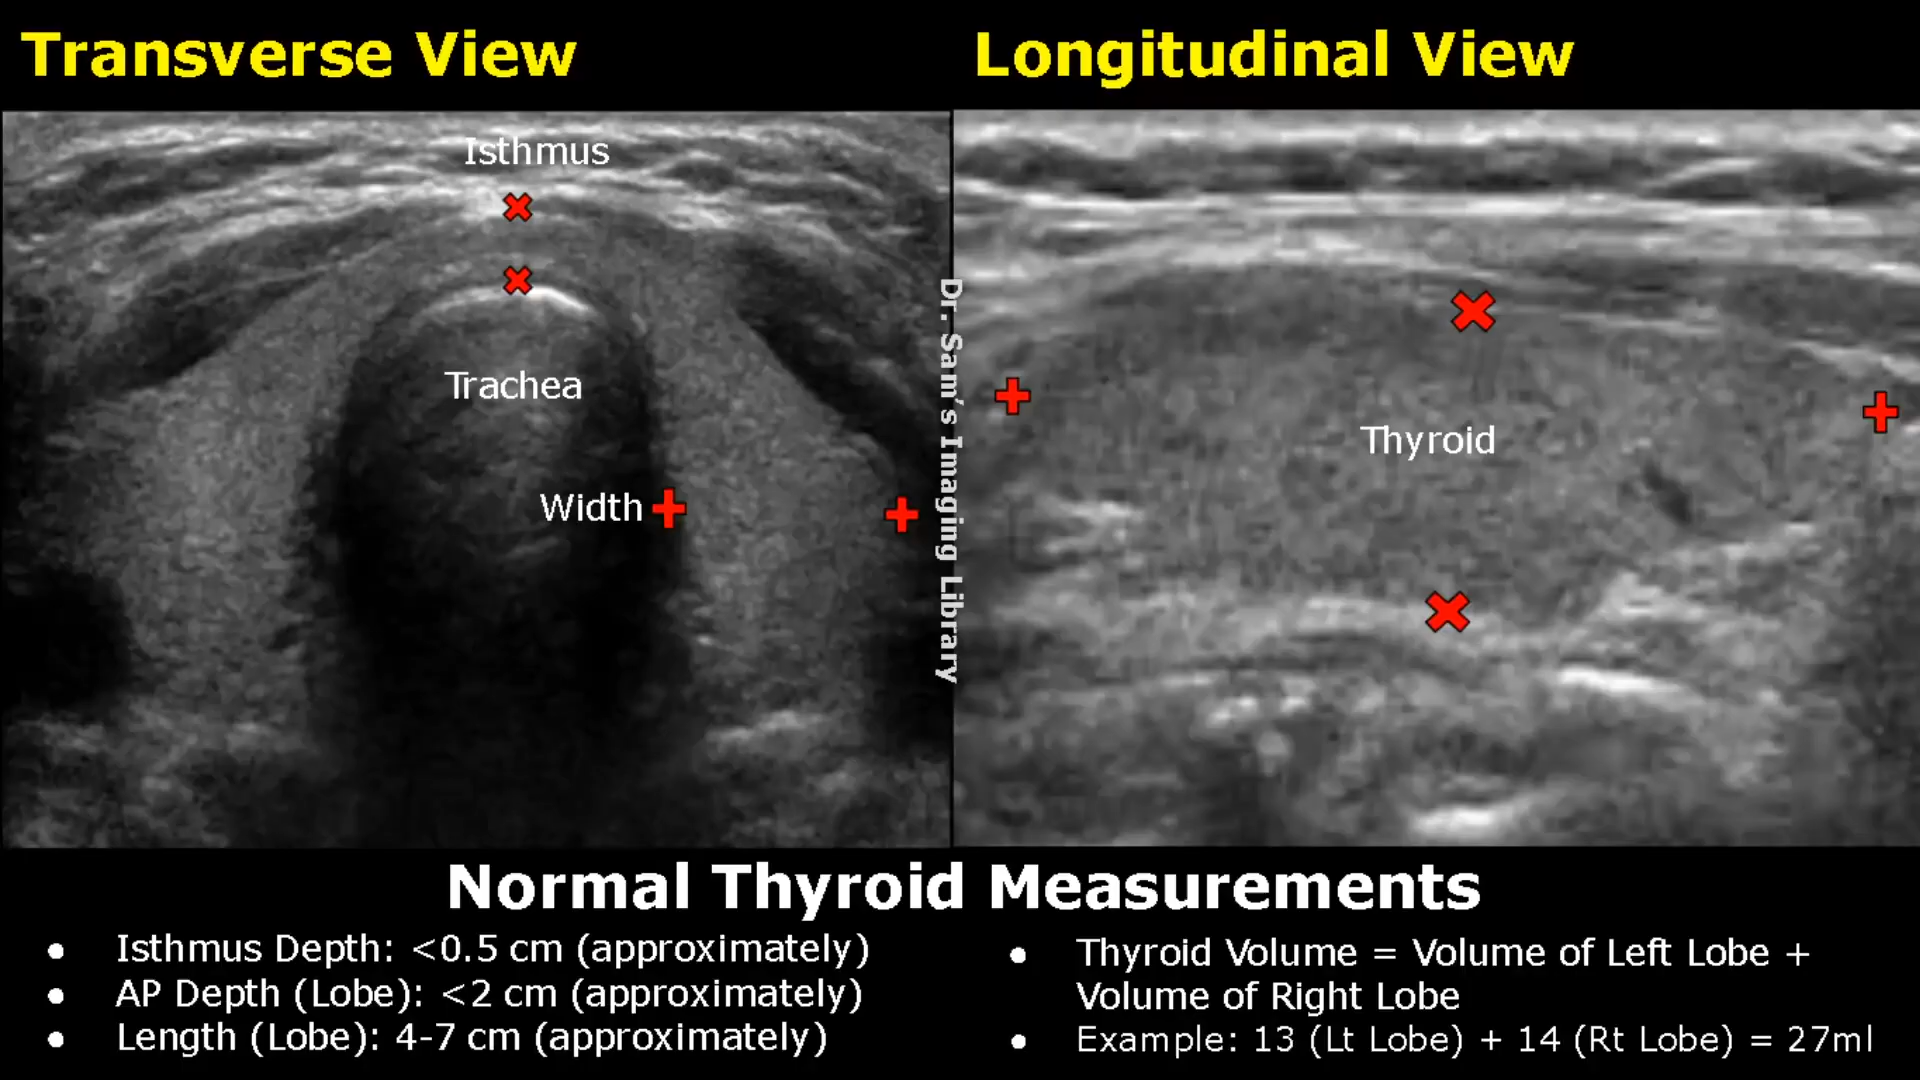 Transverse View
Longitudinal View
Isthmus
Trachea
Width
Dr. Sam's Imaging Library
Thyroid
Normal Thyroid Measurements
• Isthmus Depth: <0.5 cm (approximately)
• AP Depth (Lobe): <2 cm (approximately)
• Length (Lobe): 4-7 cm (approximately)
• Thyroid Volume = Volume of Left Lobe +
Volume of Right Lobe
• Example: 13 (Lt Lobe) + 14 (Rt Lobe) = 27ml